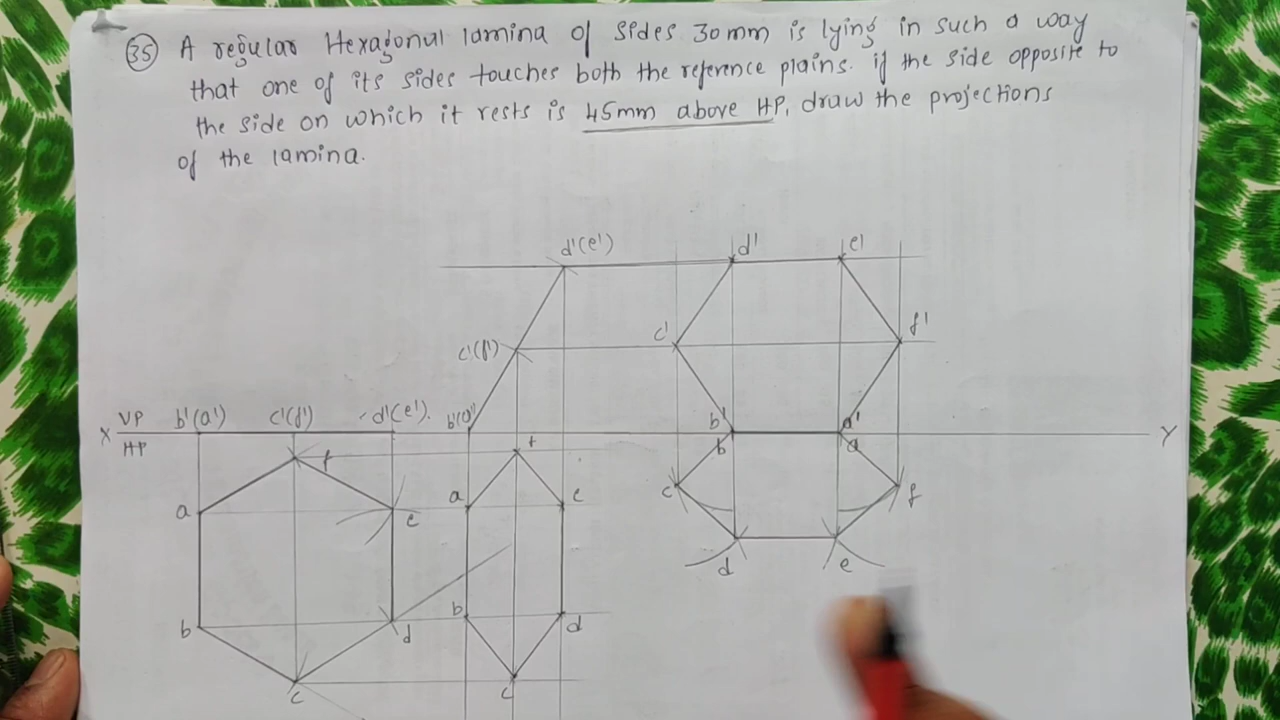 35 A regular Hexagonal lamina of sides 30mm is lying in such a way
that one of its sides touches both the reference plains. if the side opposite to
the side on which it rests is 45mm above HP, draw the projections
of the lamina.
d'(e') d' e'
c'(f') c' f'
X VP b'(a') c'(f') d'(e'). b' a' Y
HP b a
f f
a e a e c f
b d b d d e
c c